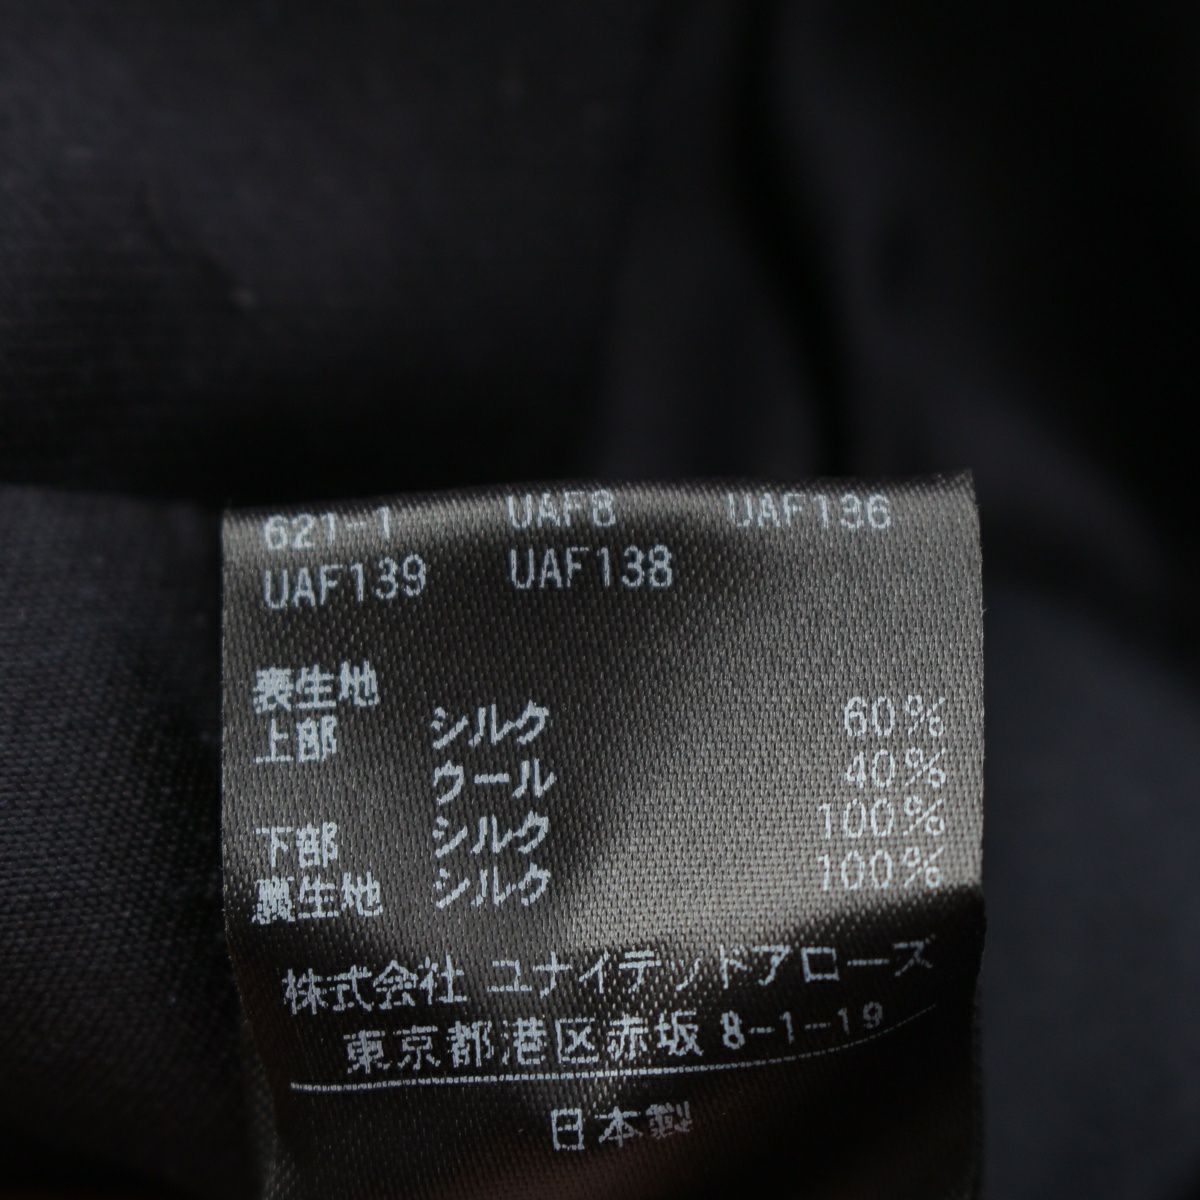 621-1 UAF8 UAF136
UAF139 UAF138
表生地
上部 シルク 60%
ウール 40%
下部 シルク 100%
裏生地 シルク 100%
株式会社 ユナイテッドアローズ
東京都港区赤坂8-1-19
日本製